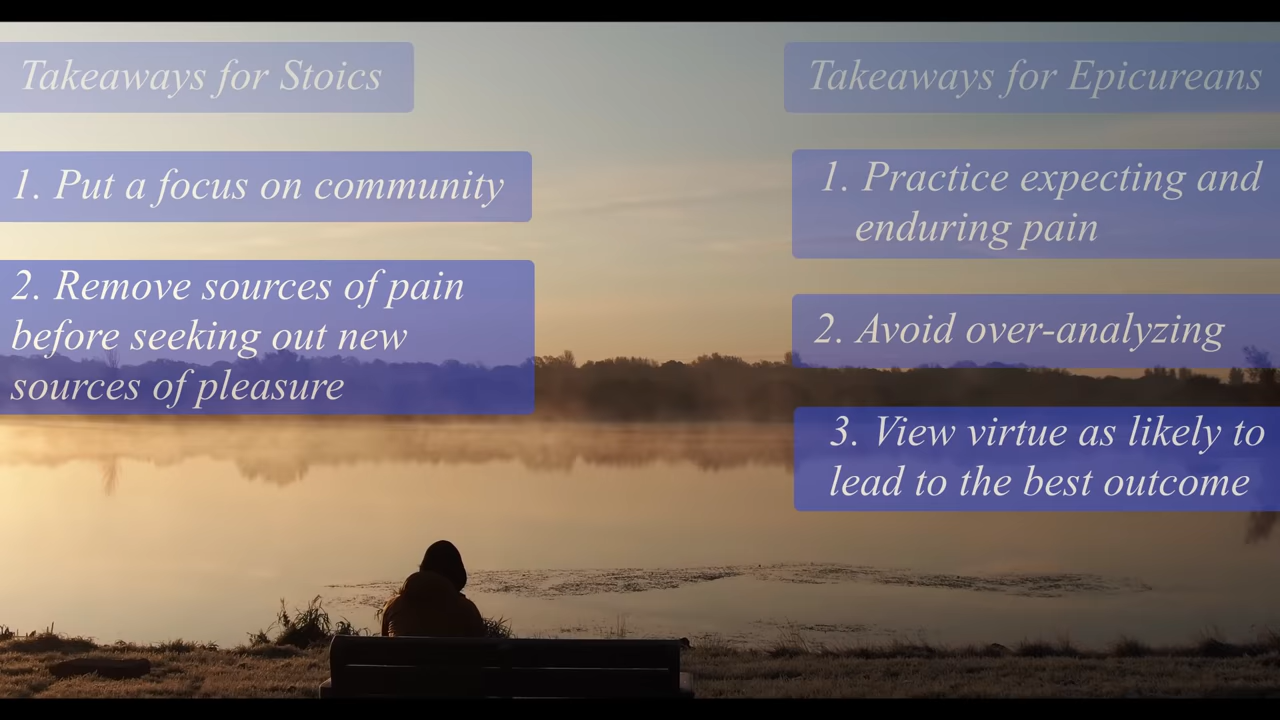 Takeaways for Stoics
1. Put a focus on community
2. Remove sources of pain
before seeking out new
sources of pleasure
Takeaways for Epicureans
1. Practice expecting and
enduring pain
2. Avoid over-analyzing
3. View virtue as likely to
lead to the best outcome